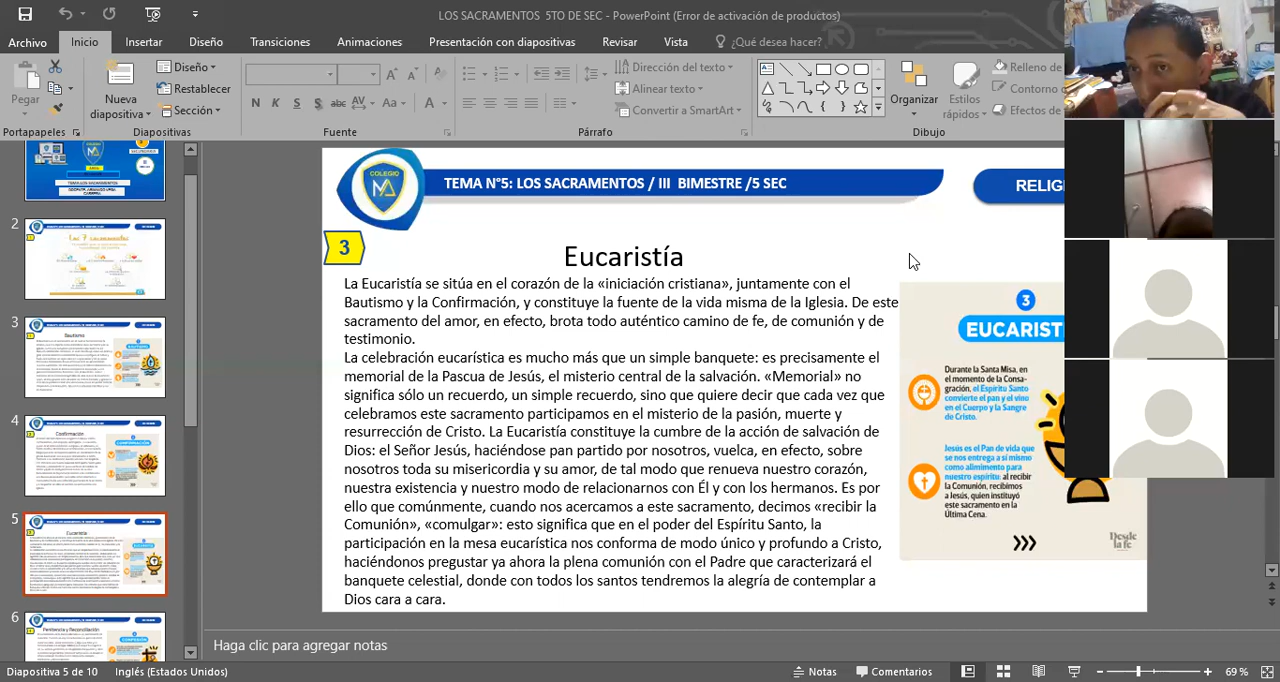 LOS SACRAMENTOS 5TO DE SEC - PowerPoint (Error de activación de productos)
Archivo Inicio Insertar Diseño Transiciones Animaciones Presentación con diapositivas Revisar Vista ¿Qué desea hacer?
Pegar
Nueva diapositiva
Diseño
Restablecer
Sección
N K S S abc AV Aa A
Dirección del texto
Alinear texto
Convertir a SmartArt
Organizar
Estilos rápidos
Relleno de
Contorno
Efectos de
Portapapeles Diapositivas Fuente Párrafo Dibujo
2
3
4
5
6
COLEGIO
TEMA N°5: LOS SACRAMENTOS / III BIMESTRE /5 SEC
RELIG
3
Eucaristía
La Eucaristía se sitúa en el corazón de la «iniciación cristiana», juntamente con el
Bautismo y la Confirmación, y constituye la fuente de la vida misma de la Iglesia. De este
sacramento del amor, en efecto, brota todo auténtico camino de fe, de comunión y de
testimonio.
La celebración eucarística es mucho más que un simple banquete: es precisamente el
memorial de la Pascua de Jesús, el misterio central de la salvación. «Memorial» no
significa sólo un recuerdo, un simple recuerdo, sino que quiere decir que cada vez que
celebramos este sacramento participamos en el misterio de la pasión, muerte y
resurrección de Cristo. La Eucaristía constituye la cumbre de la acción de salvación de
Dios: el Señor Jesús, haciéndose pan partido por nosotros, vuelca, en efecto, sobre
nosotros toda su misericordia y su amor, de tal modo que renueva nuestro corazón,
nuestra existencia y nuestro modo de relacionarnos con Él y con los hermanos. Es por
ello que comúnmente, cuando nos acercamos a este sacramento, decimos «recibir la
Comunión», «comulgar»: esto significa que en el poder del Espíritu Santo, la
participación en la mesa eucarística nos conforma de modo único y profundo a Cristo,
haciéndonos pregustar ya ahora la plena comunión con el Padre que caracterizará el
banquete celestial, donde con todos los santos tendremos la alegría de contemplar a
Dios cara a cara.
3
EUCARIST
Durante la Santa Misa, en
el momento de la Consa-
gración, el Espíritu Santo
convierte el pan y el vino
en el Cuerpo y la Sangre
de Cristo.
Jesús es el Pan de vida que
se nos entrega a sí mismo
como alimento para
nuestro espíritu: al recibir
la Comunión, recibimos
a Jesús, quien instituyó
este sacramento en la
Última Cena.
Desde
la fe
Haga clic para agregar notas
Diapositiva 5 de 10 Inglés (Estados Unidos) Notas Comentarios 69 %